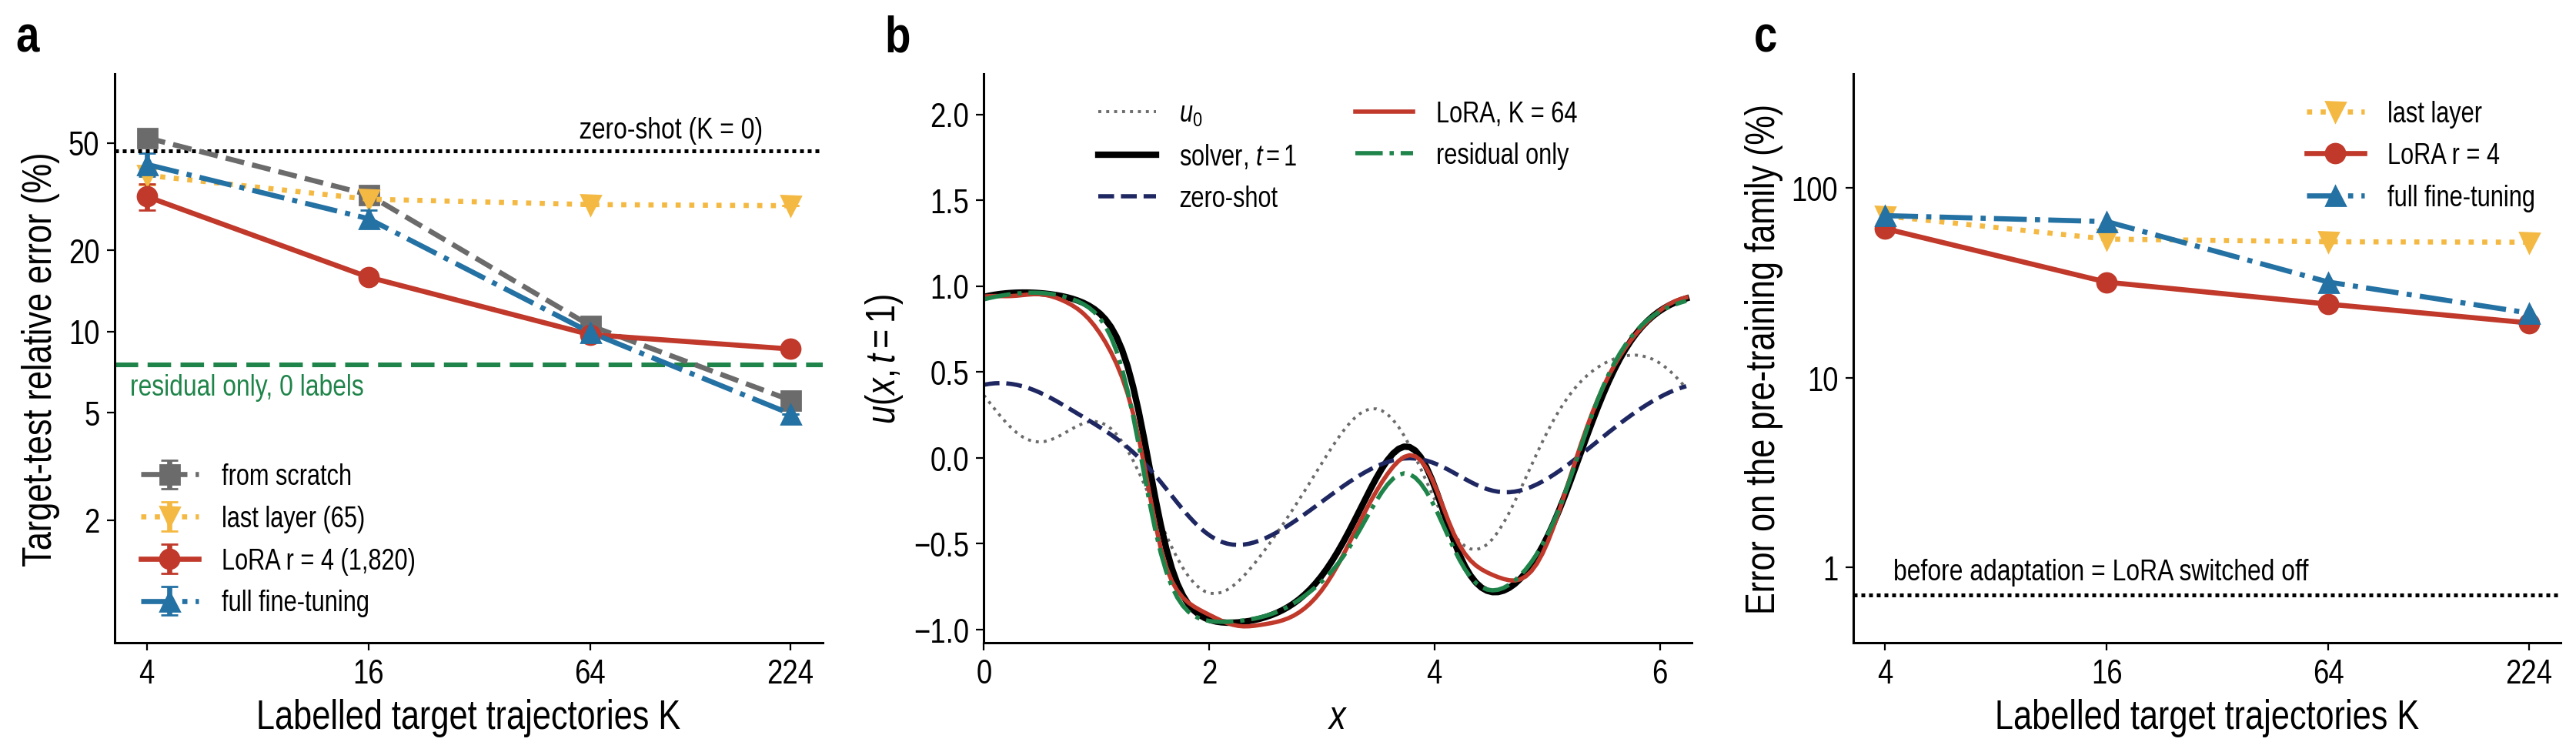 a
Target-test relative error (%)
50
20
10
5
2
zero-shot (K = 0)
residual only, 0 labels
from scratch
last layer (65)
LoRA r = 4 (1,820)
full fine-tuning
4
16
64
224
Labelled target trajectories K
b
u(x, t = 1)
2.0
1.5
1.0
0.5
0.0
−0.5
−1.0
u₀
solver, t = 1
zero-shot
LoRA, K = 64
residual only
0
2
4
6
x
c
Error on the pre-training family (%)
100
10
1
last layer
LoRA r = 4
full fine-tuning
before adaptation = LoRA switched off
4
16
64
224
Labelled target trajectories K